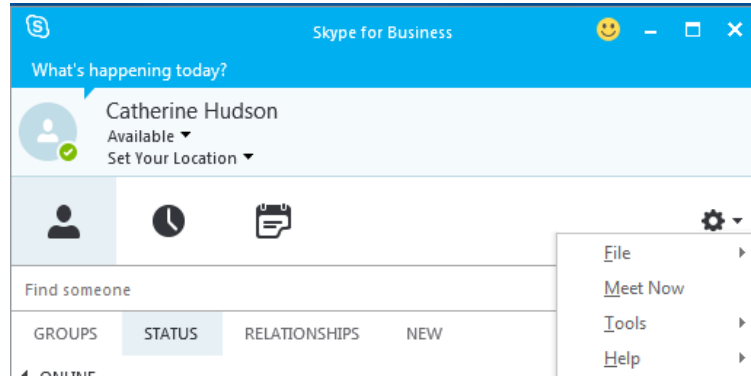 Skype for Business
What's happening today?
Catherine Hudson
Available
Set Your Location
File
Meet Now
Tools
Help
Find someone
GROUPS STATUS RELATIONSHIPS NEW
ONLINE